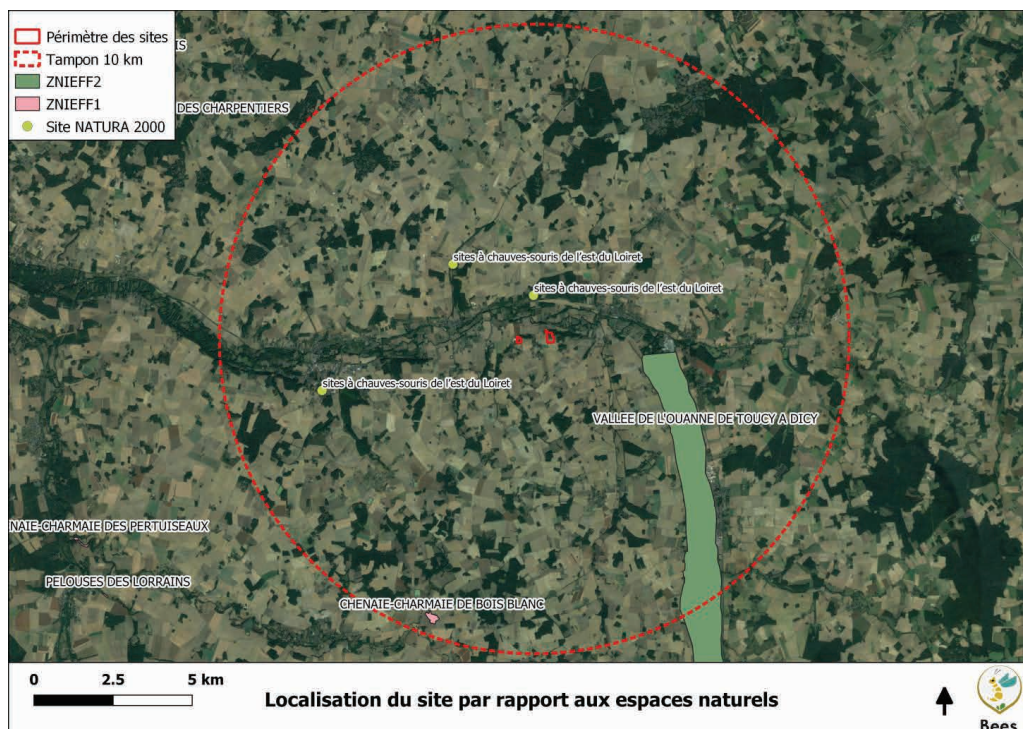 Périmètre des sites
Tampon 10 km
ZNIEFF2
ZNIEFF1
Site NATURA 2000
IS
DES CHARPENTIERS
sites à chauves-souris de l'est du Loiret
sites à chauves-souris de l'est du Loiret
sites à chauves-souris de l'est du Loiret
VALLEE DE L'OUANNE DE TOUCY A DICY
NAIE-CHARMAIE DES PERTUISEAUX
PELOUSES DES LORRAINS
CHENAIE-CHARMAIE DE BOIS BLANC
0 2.5 5 km
Localisation du site par rapport aux espaces naturels
Bees